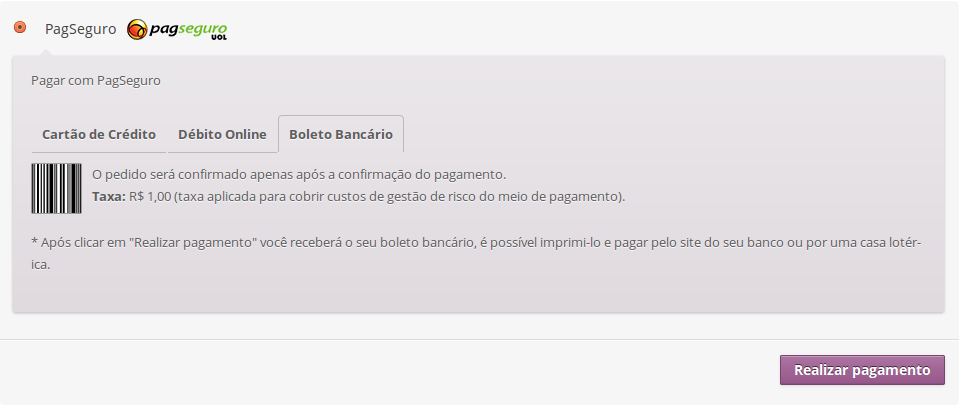 PagSeguro pagseguro UOL
Pagar com PagSeguro
Cartão de Crédito Débito Online Boleto Bancário
O pedido será confirmado apenas após a confirmação do pagamento.
Taxa: R$ 1,00 (taxa aplicada para cobrir custos de gestão de risco do meio de pagamento).
* Após clicar em "Realizar pagamento" você receberá o seu boleto bancário, é possível imprimi-lo e pagar pelo site do seu banco ou por uma casa lotér-
ica.
Realizar pagamento